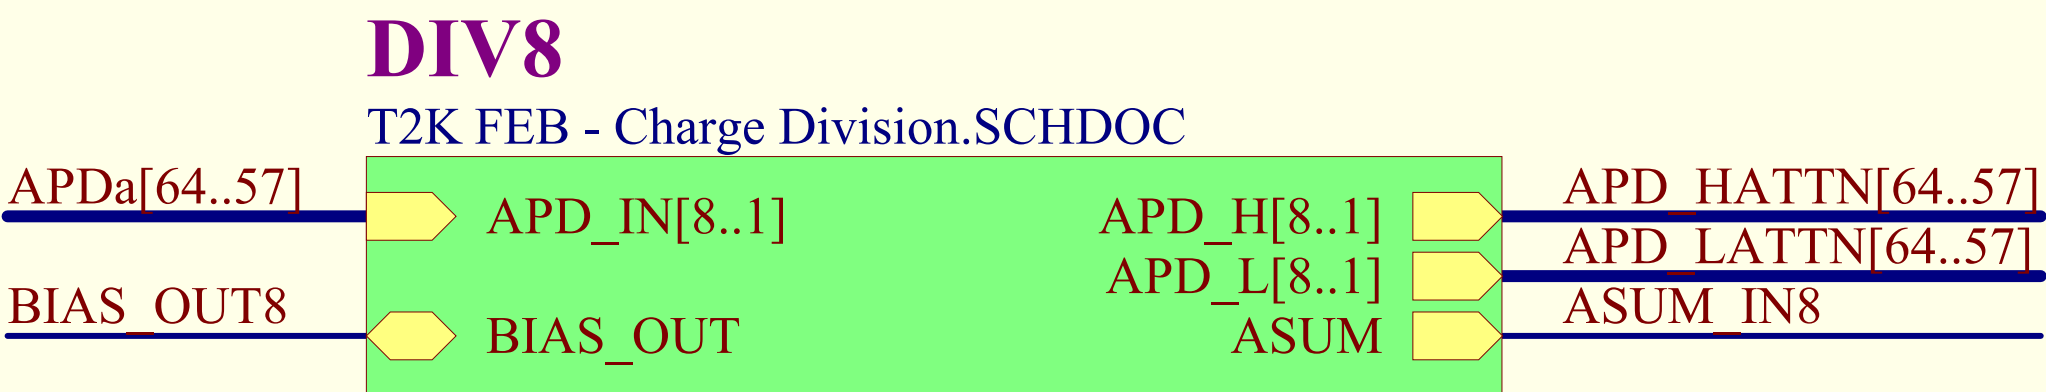 DIV8
T2K FEB - Charge Division.SCHDOC
APDa[64..57]
APD_IN[8..1]
APD_H[8..1]
APD_HATTN[64..57]
APD_L[8..1]
APD_LATTN[64..57]
BIAS_OUT8
BIAS_OUT
ASUM
ASUM_IN8